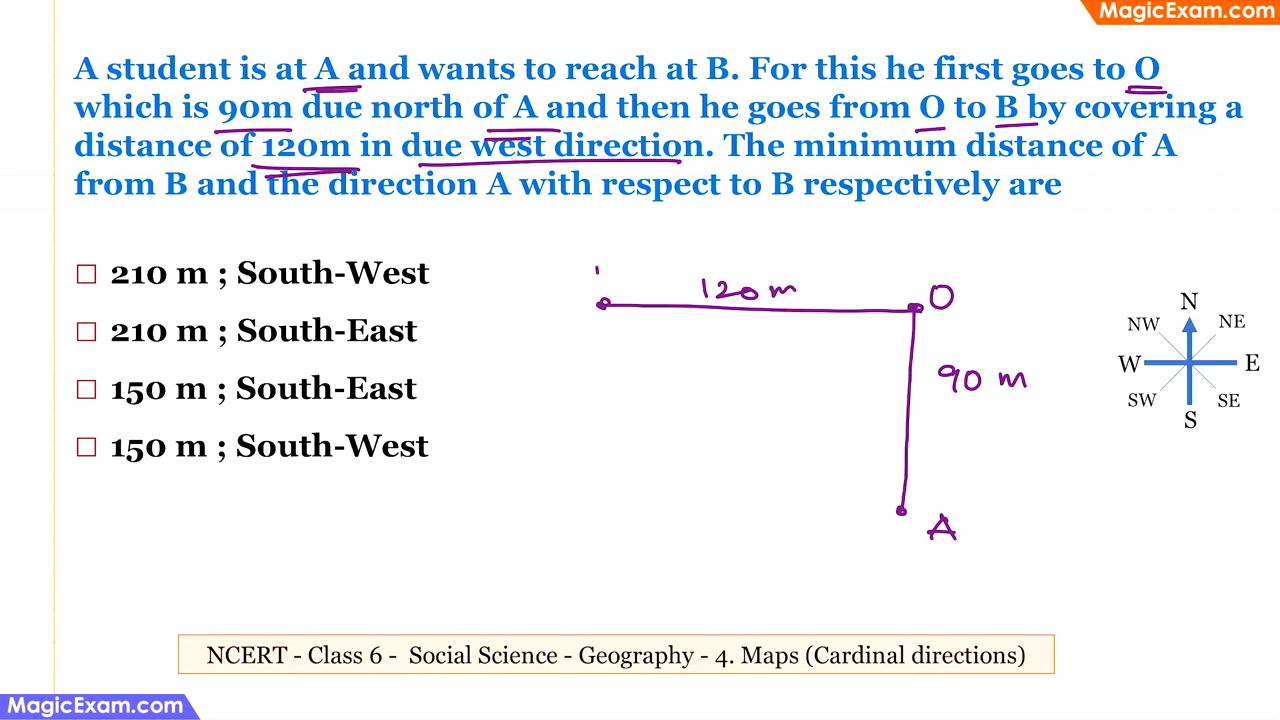 MagicExam.com
A student is at A and wants to reach at B. For this he first goes to O
which is 90m due north of A and then he goes from O to B by covering a
distance of 120m in due west direction. The minimum distance of A
from B and the direction A with respect to B respectively are
210 m ; South-West
210 m ; South-East
150 m ; South-East
150 m ; South-West
120 m
O
90 m
A
N
NW NE
W E
SW SE
S
NCERT - Class 6 - Social Science - Geography - 4. Maps (Cardinal directions)
MagicExam.com